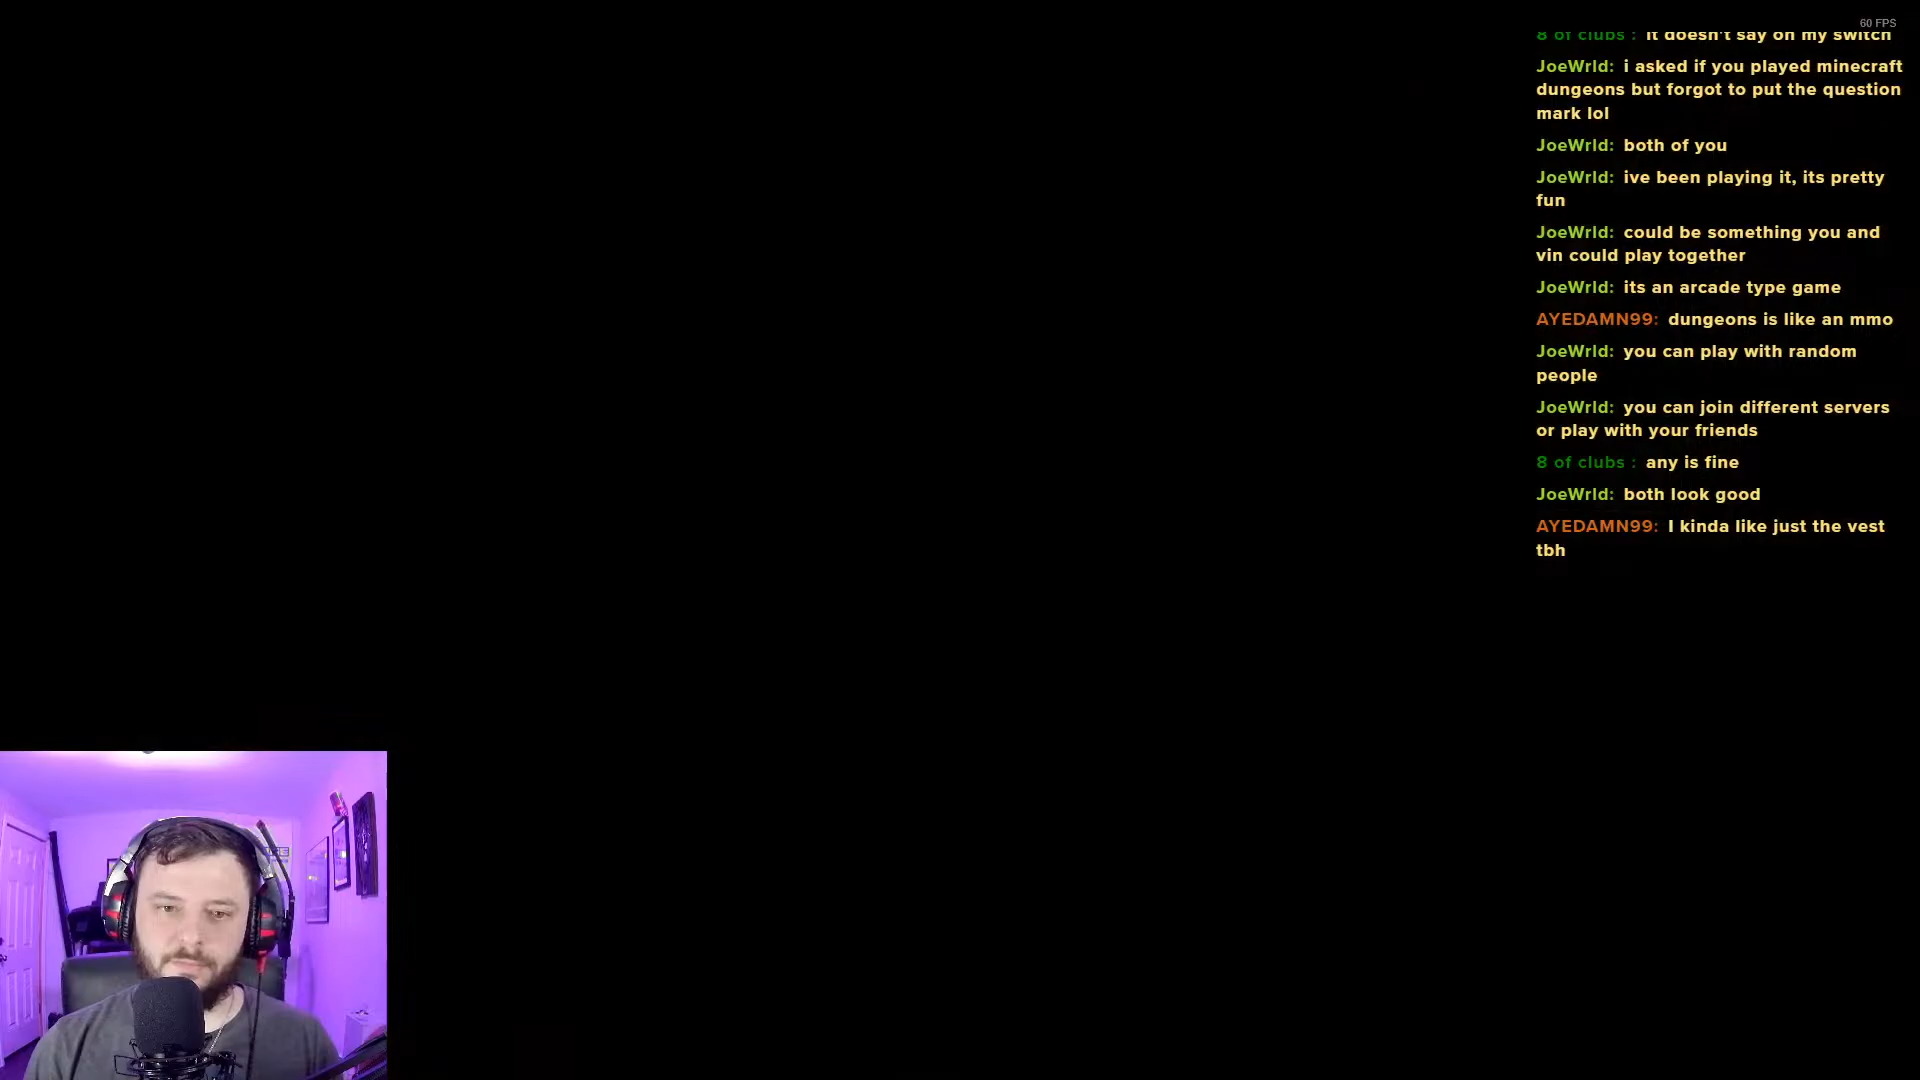 60 FPS
8 of clubs : it doesn't say on my switch
JoeWrld: i asked if you played minecraft
dungeons but forgot to put the question
mark lol
JoeWrld: both of you
JoeWrld: ive been playing it, its pretty
fun
JoeWrld: could be something you and
vin could play together
JoeWrld: its an arcade type game
AYEDAMN99: dungeons is like an mmo
JoeWrld: you can play with random
people
JoeWrld: you can join different servers
or play with your friends
8 of clubs : any is fine
JoeWrld: both look good
AYEDAMN99: I kinda like just the vest
tbh